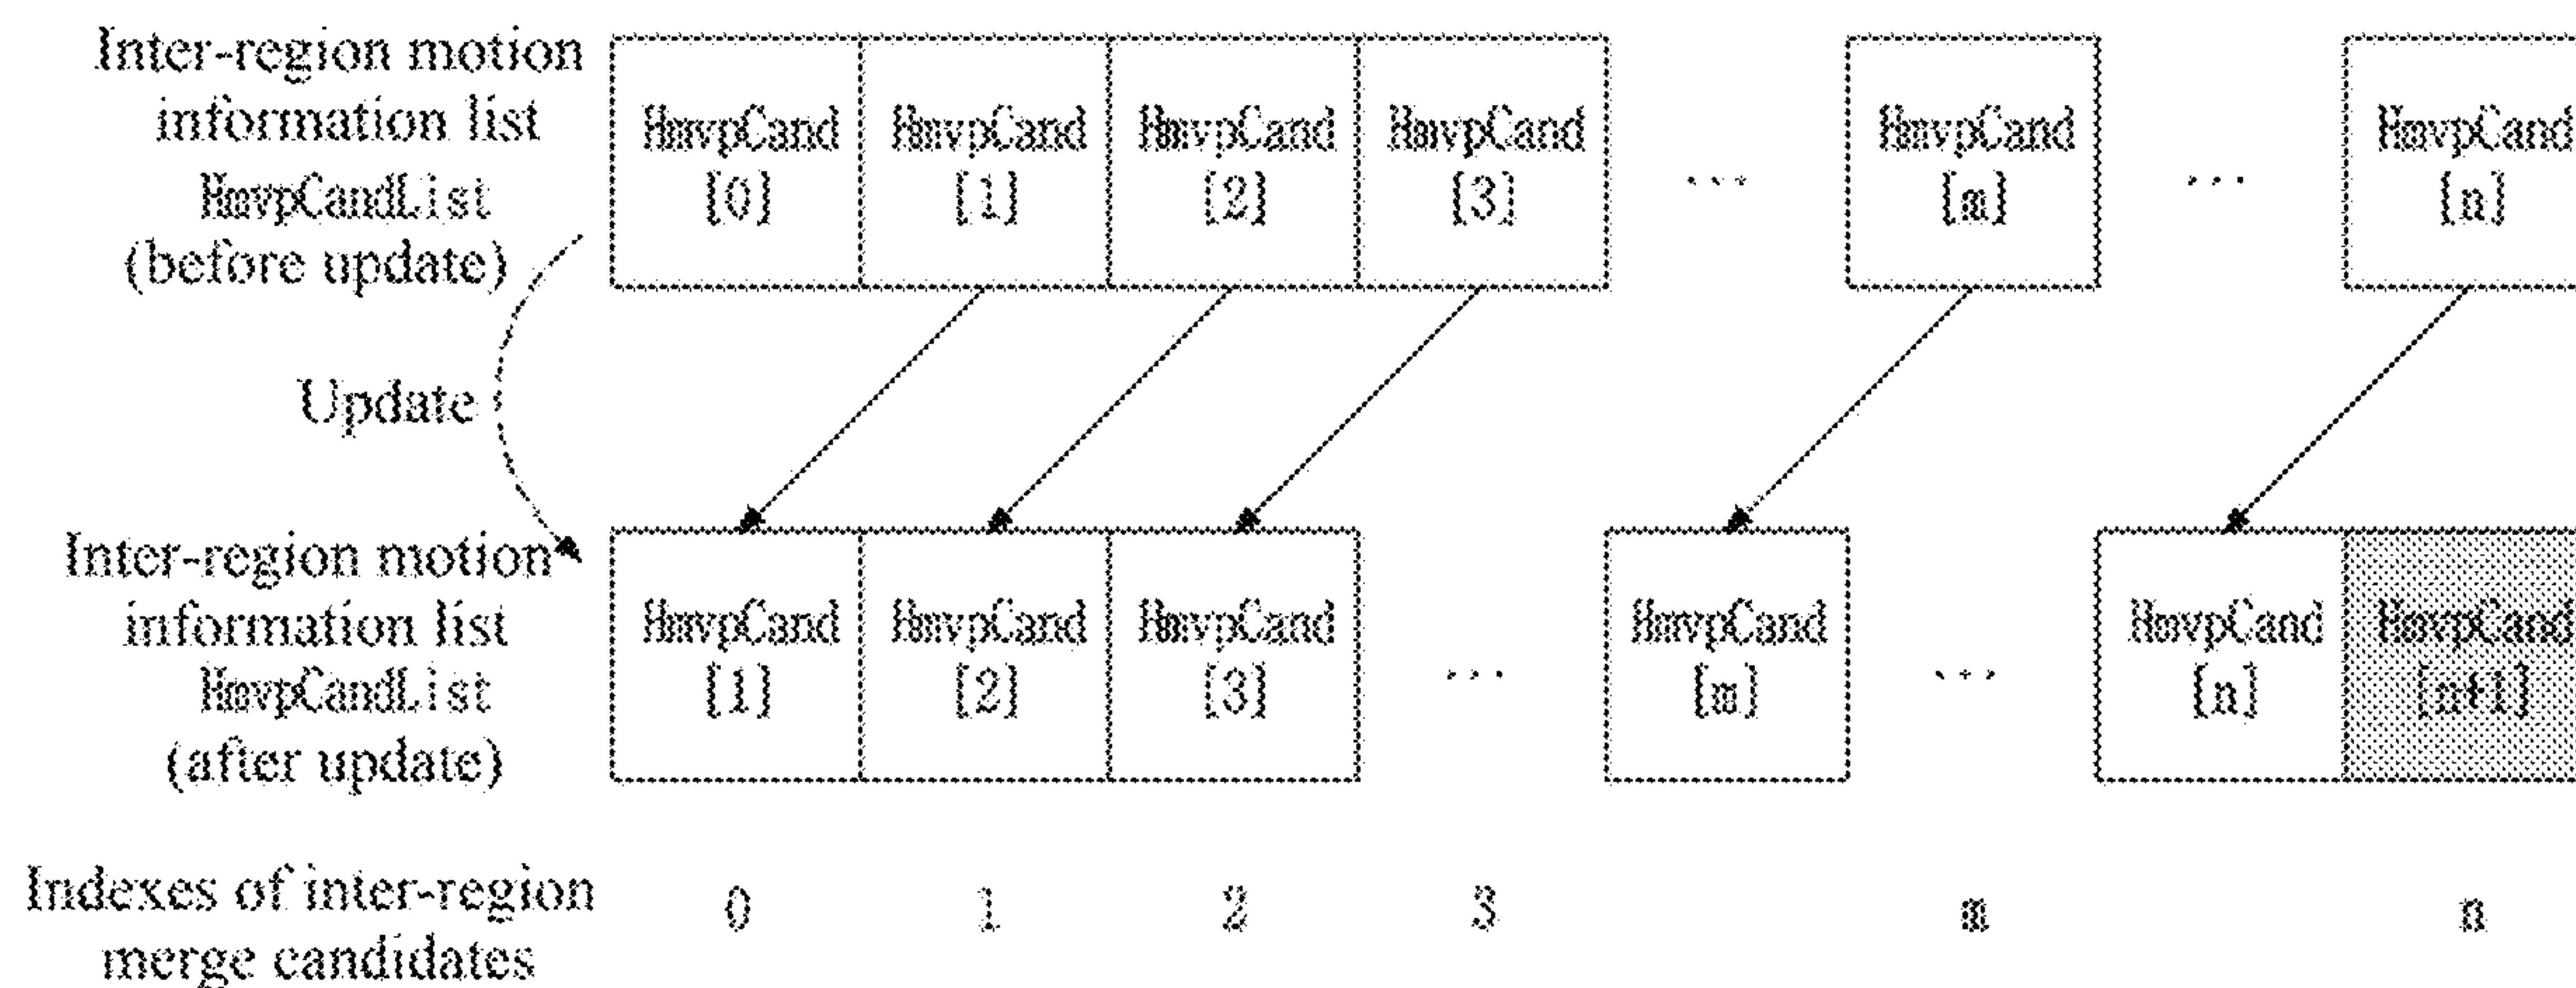 Inter-region motion
information list
HmvpCandList
(before update)
HmvpCand
[0]
HmvpCand
[1]
HmvpCand
[2]
HmvpCand
[3]
...
HmvpCand
[m]
...
HmvpCand
[n]
Update
Inter-region motion
information list
HmvpCandList
(after update)
HmvpCand
[1]
HmvpCand
[2]
HmvpCand
[3]
...
HmvpCand
[m]
...
HmvpCand
[n]
HmvpCand
[n+1]
Indexes of inter-region
merge candidates
0 1 2 3 m n